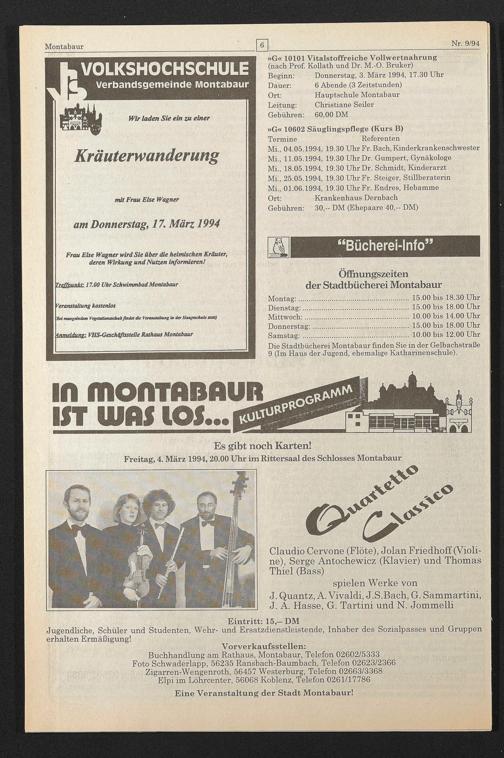 Montabaur
6
Nr. 9/94
vhs
VOLKSHOCHSCHULE
Verbandsgemeinde Montabaur
Wir laden Sie ein zu einer
Kräuterwanderung
mit Frau Else Wagner
am Donnerstag, 17. März 1994
Frau Else Wagner wird Sie über die heimischen Kräuter,
deren Wirkung und Nutzen informieren!
Treffpunkt: 17.00 Uhr Schwimmbad Montabaur
Veranstaltung kostenlos
(Bei mangelndem Vegetationsschub findet die Veranstaltung in der Hauptschule statt)
Anmeldung: VHS-Geschäftsstelle Rathaus Montabaur
»G« 10101 Vitalstoffreiche Vollwertnahrung
(nach Prof. Kollath und Dr. M.-O. Bruker)
Beginn: Donnerstag, 3. März 1994, 17.30 Uhr
Dauer: 6 Abende (3 Zeitstunden)
Ort: Hauptschule Montabaur
Leitung: Christiane Seiler
Gebühren: 60,00 DM
»G« 10602 Säuglingspflege (Kurs B)
Termine Referenten
Mi., 04.05.1994, 19.30 Uhr Fr. Bach, Kinderkrankenschwester
Mi., 11.05.1994, 19.30 Uhr Dr. Gumpert, Gynäkologe
Mi., 18.05.1994, 19.30 Uhr Dr. Schmidt, Kinderarzt
Mi., 25.05.1994, 19.30 Uhr Fr. Steiger, Stillberaterin
Mi., 01.06.1994, 19.30 Uhr Fr. Endres, Hebamme
Ort: Krankenhaus Dernbach
Gebühren: 30,-- DM (Ehepaare 40,-- DM)
"Bücherei-Info"
Öffnungszeiten
der Stadtbücherei Montabaur
Montag: 15.00 bis 18.30 Uhr
Dienstag: 15.00 bis 18.00 Uhr
Mittwoch: 10.00 bis 14.00 Uhr
Donnerstag: 15.00 bis 18.00 Uhr
Samstag: 10.00 bis 12.00 Uhr
Die Stadtbücherei Montabaur finden Sie in der Gelbachstraße
9 (Im Haus der Jugend, ehemalige Katharinenschule).
IN MONTABAUR
IST WAS LOS...
KULTURPROGRAMM
Es gibt noch Karten!
Freitag, 4. März 1994, 20.00 Uhr im Rittersaal des Schlosses Montabaur
Quartetto
Classico
Claudio Cervone (Flöte), Jolan Friedhoff (Violi-
ne), Serge Antochewicz (Klavier) und Thomas
Thiel (Bass)
spielen Werke von
J. Quantz, A. Vivaldi, J.S.Bach, G. Sammartini,
J. A. Hasse, G. Tartini und N. Jommelli
Eintritt: 15,– DM
Jugendliche, Schüler und Studenten, Wehr- und Ersatzdienstleistende, Inhaber des Sozialpasses und Gruppen
erhalten Ermäßigung!
Vorverkaufsstellen:
Buchhandlung am Rathaus, Montabaur, Telefon 02602/5333
Foto Schwaderlapp, 56235 Ransbach-Baumbach, Telefon 02623/2366
Zigarren-Wengenroth, 56457 Westerburg, Telefon 02663/3368
Elpi im Löhrcenter, 56068 Koblenz, Telefon 0261/17786
Eine Veranstaltung der Stadt Montabaur!